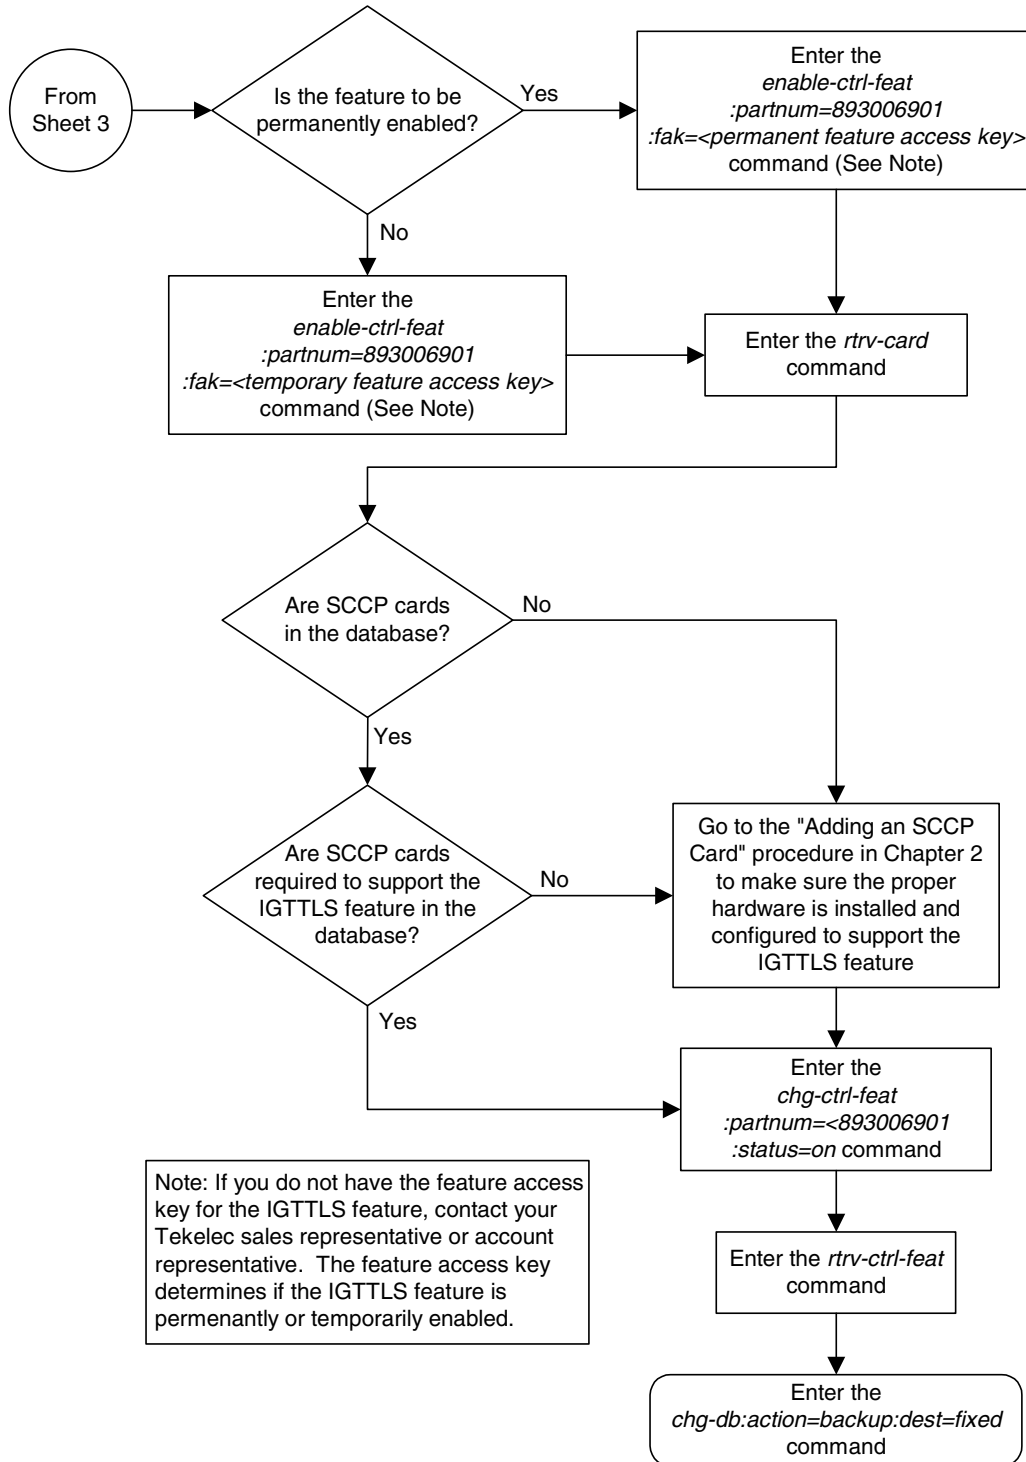 From
Sheet 3
Is the feature to be
permanently enabled?
Yes
Enter the
enable-ctrl-feat
:partnum=893006901
:fak=<permanent feature access key>
command (See Note)
No
Enter the
enable-ctrl-feat
:partnum=893006901
:fak=<temporary feature access key>
command (See Note)
Enter the rtrv-card
command
Are SCCP cards
in the database?
No
Yes
Are SCCP cards
required to support the
IGTTLS feature in the
database?
No
Go to the "Adding an SCCP
Card" procedure in Chapter 2
to make sure the proper
hardware is installed and
configured to support the
IGTTLS feature
Yes
Enter the
chg-ctrl-feat
:partnum=<893006901
:status=on command
Note: If you do not have the feature access
key for the IGTTLS feature, contact your
Tekelec sales representative or account
representative.  The feature access key
determines if the IGTTLS feature is
permenantly or temporarily enabled.
Enter the rtrv-ctrl-feat
command
Enter the
chg-db:action=backup:dest=fixed
command